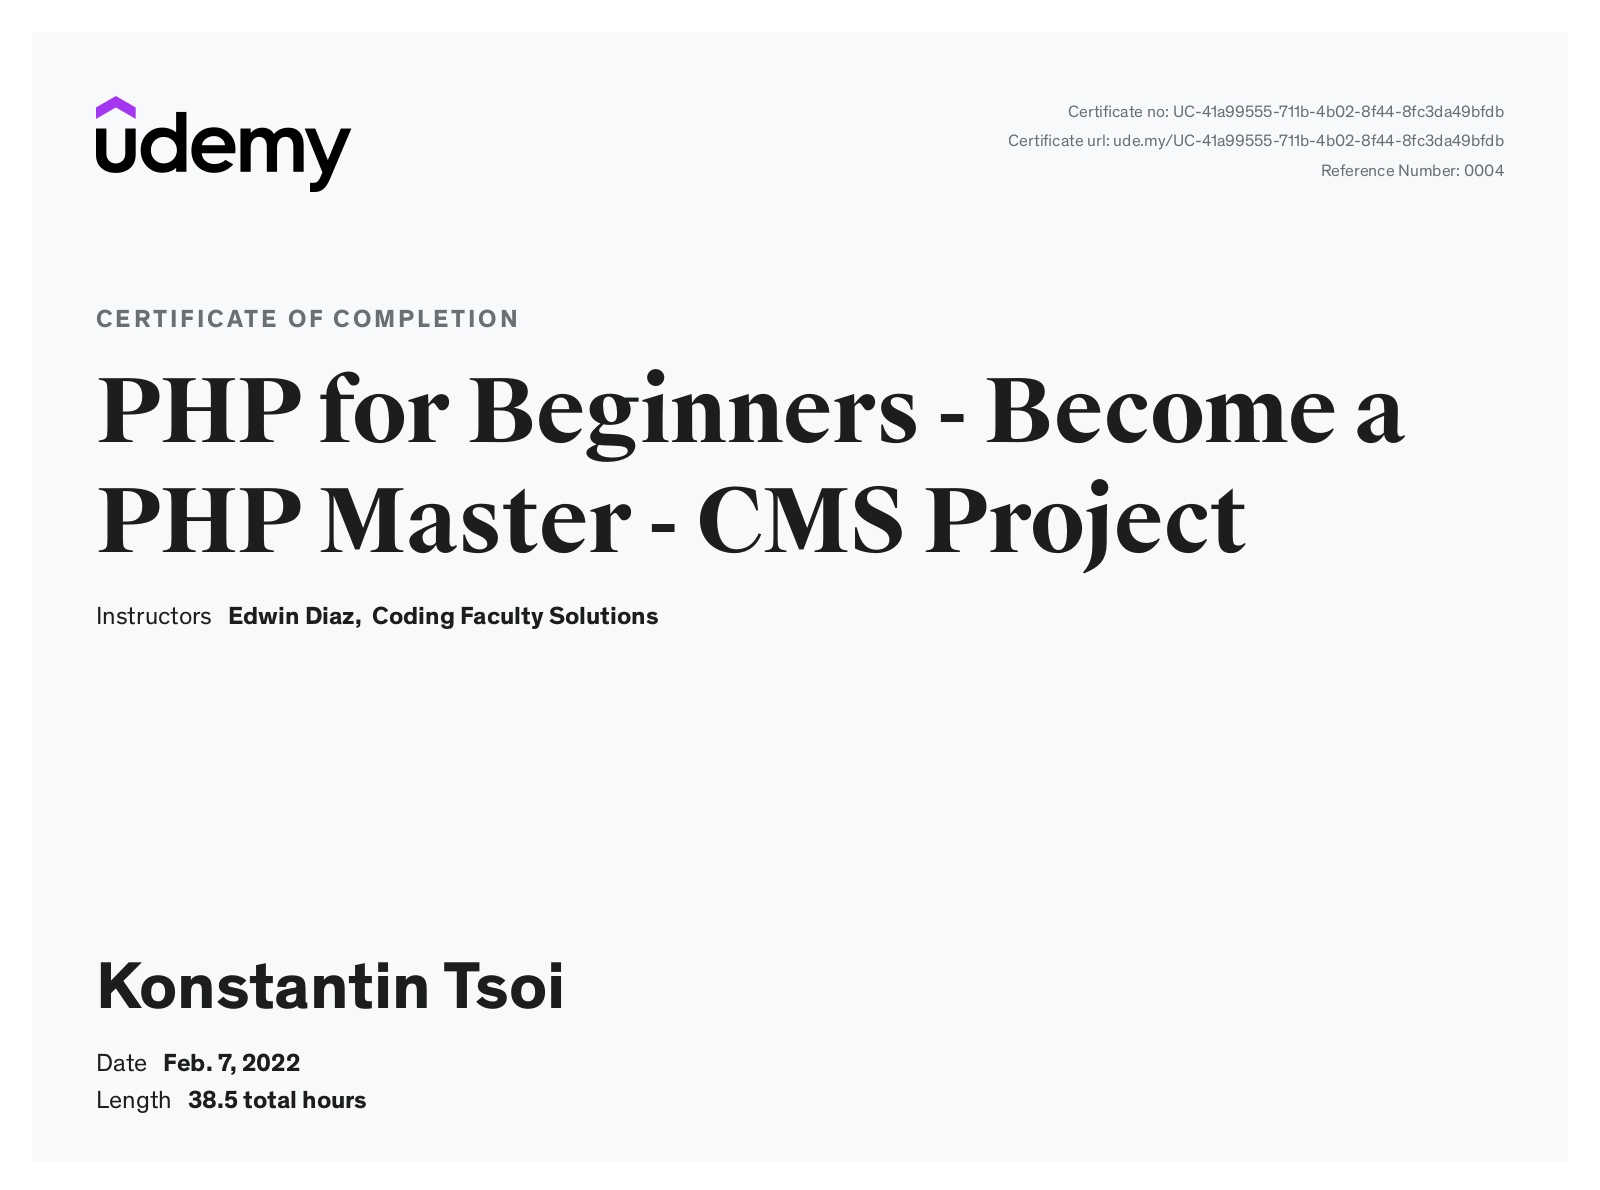 udemy
Certificate no: UC-41a99555-711b-4b02-8f44-8fc3da49bfdb
Certificate url: ude.my/UC-41a99555-711b-4b02-8f44-8fc3da49bfdb
Reference Number: 0004
CERTIFICATE OF COMPLETION
PHP for Beginners - Become a
PHP Master - CMS Project
Instructors Edwin Diaz, Coding Faculty Solutions
Konstantin Tsoi
Date Feb. 7, 2022
Length 38.5 total hours